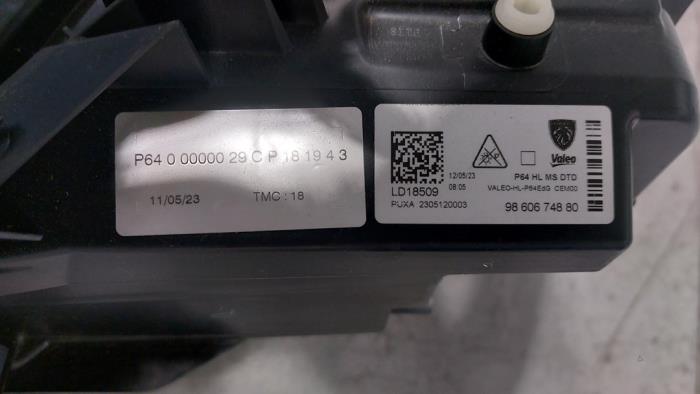 P64 0 00000 29 C P 18 19 4 3
11/05/23 TMC : 18
LD18509
PUXA 2305120003
12/05/23
08:05
Valeo
P64 HL MS DTD
VALEO-HL-P64EdG CEM00
98 606 748 80